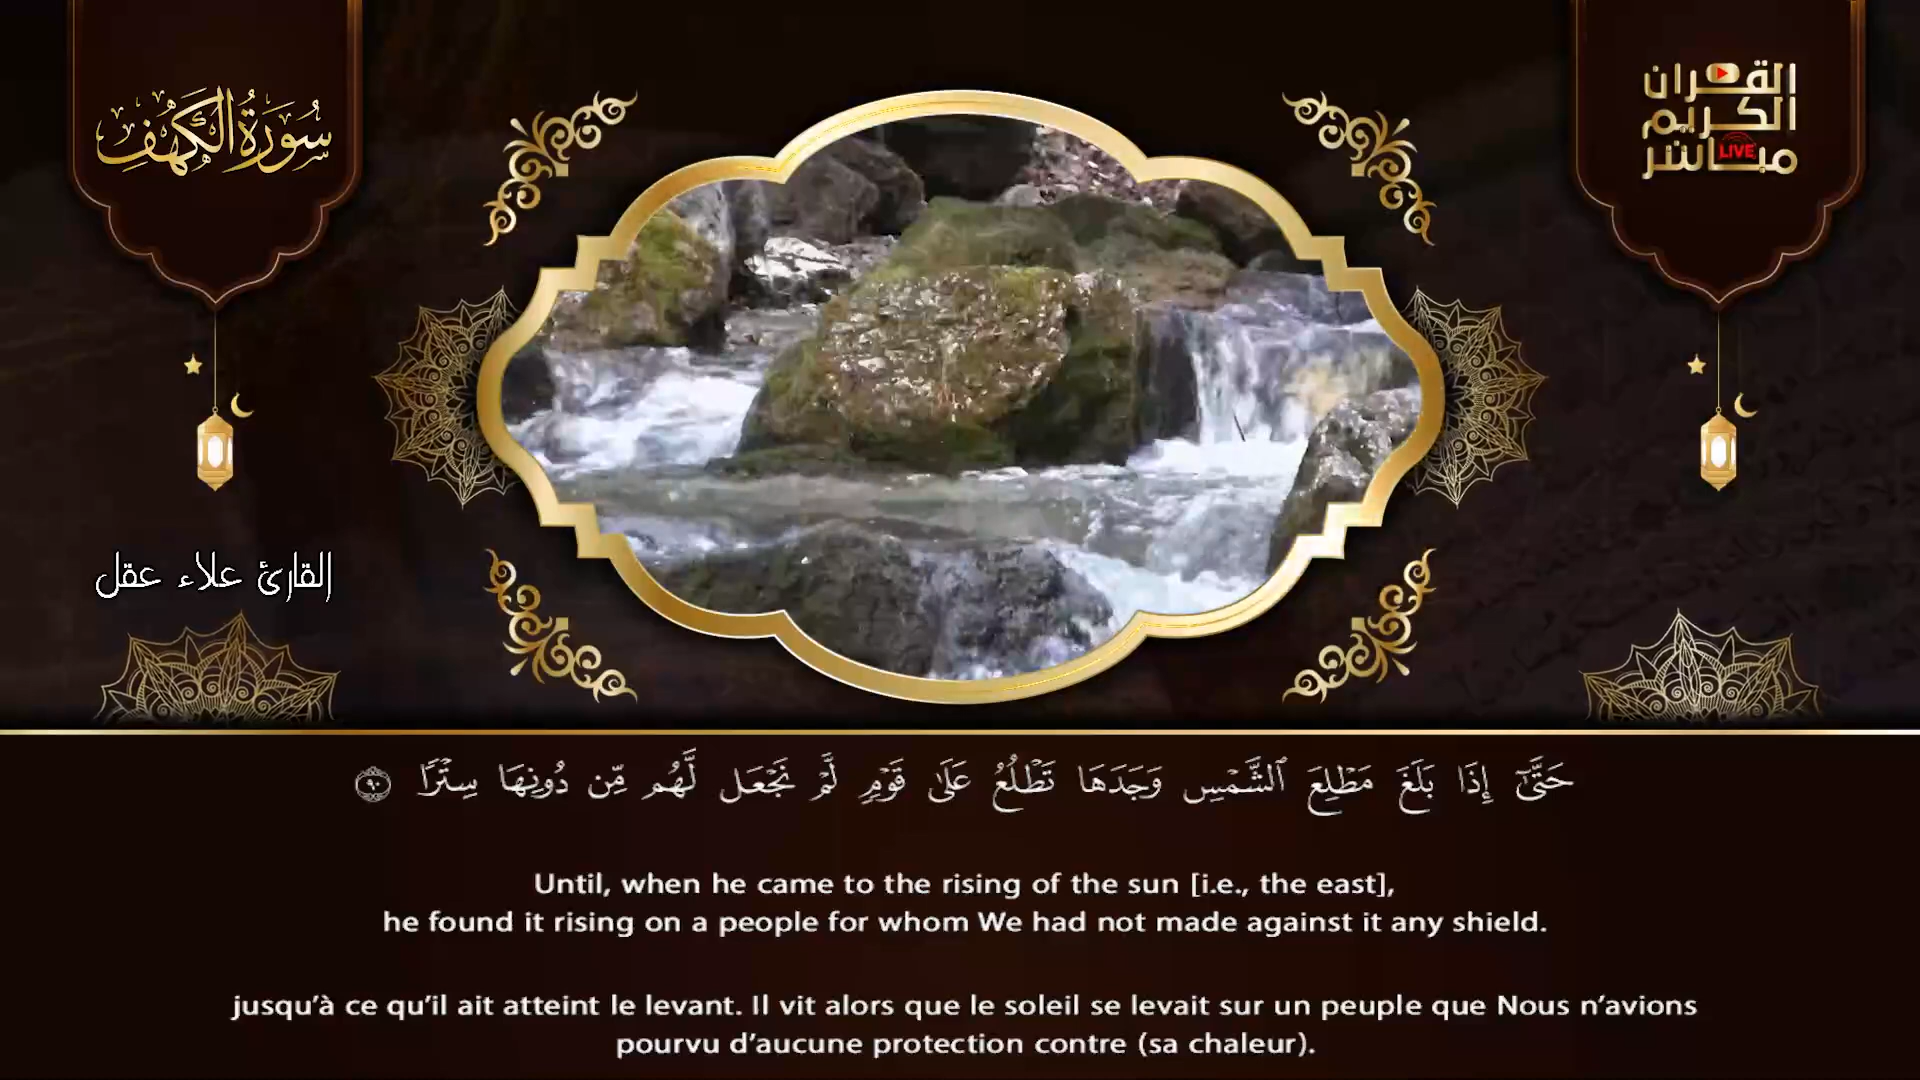 سُورَةُ الكَهْفِ
القرآن
الكريم
مباشر
LIVE
القارئ علاء عقل
حَتَّىٰٓ إِذَا بَلَغَ مَطْلِعَ ٱلشَّمْسِ وَجَدَهَا تَطْلُعُ عَلَىٰ قَوْمٍ لَّمْ نَجْعَل لَّهُم مِّن دُونِهَا سِتْرًا ٩٠
Until, when he came to the rising of the sun [i.e., the east],
he found it rising on a people for whom We had not made against it any shield.
jusqu’à ce qu’il ait atteint le levant. Il vit alors que le soleil se levait sur un peuple que Nous n’avions
pourvu d’aucune protection contre (sa chaleur).